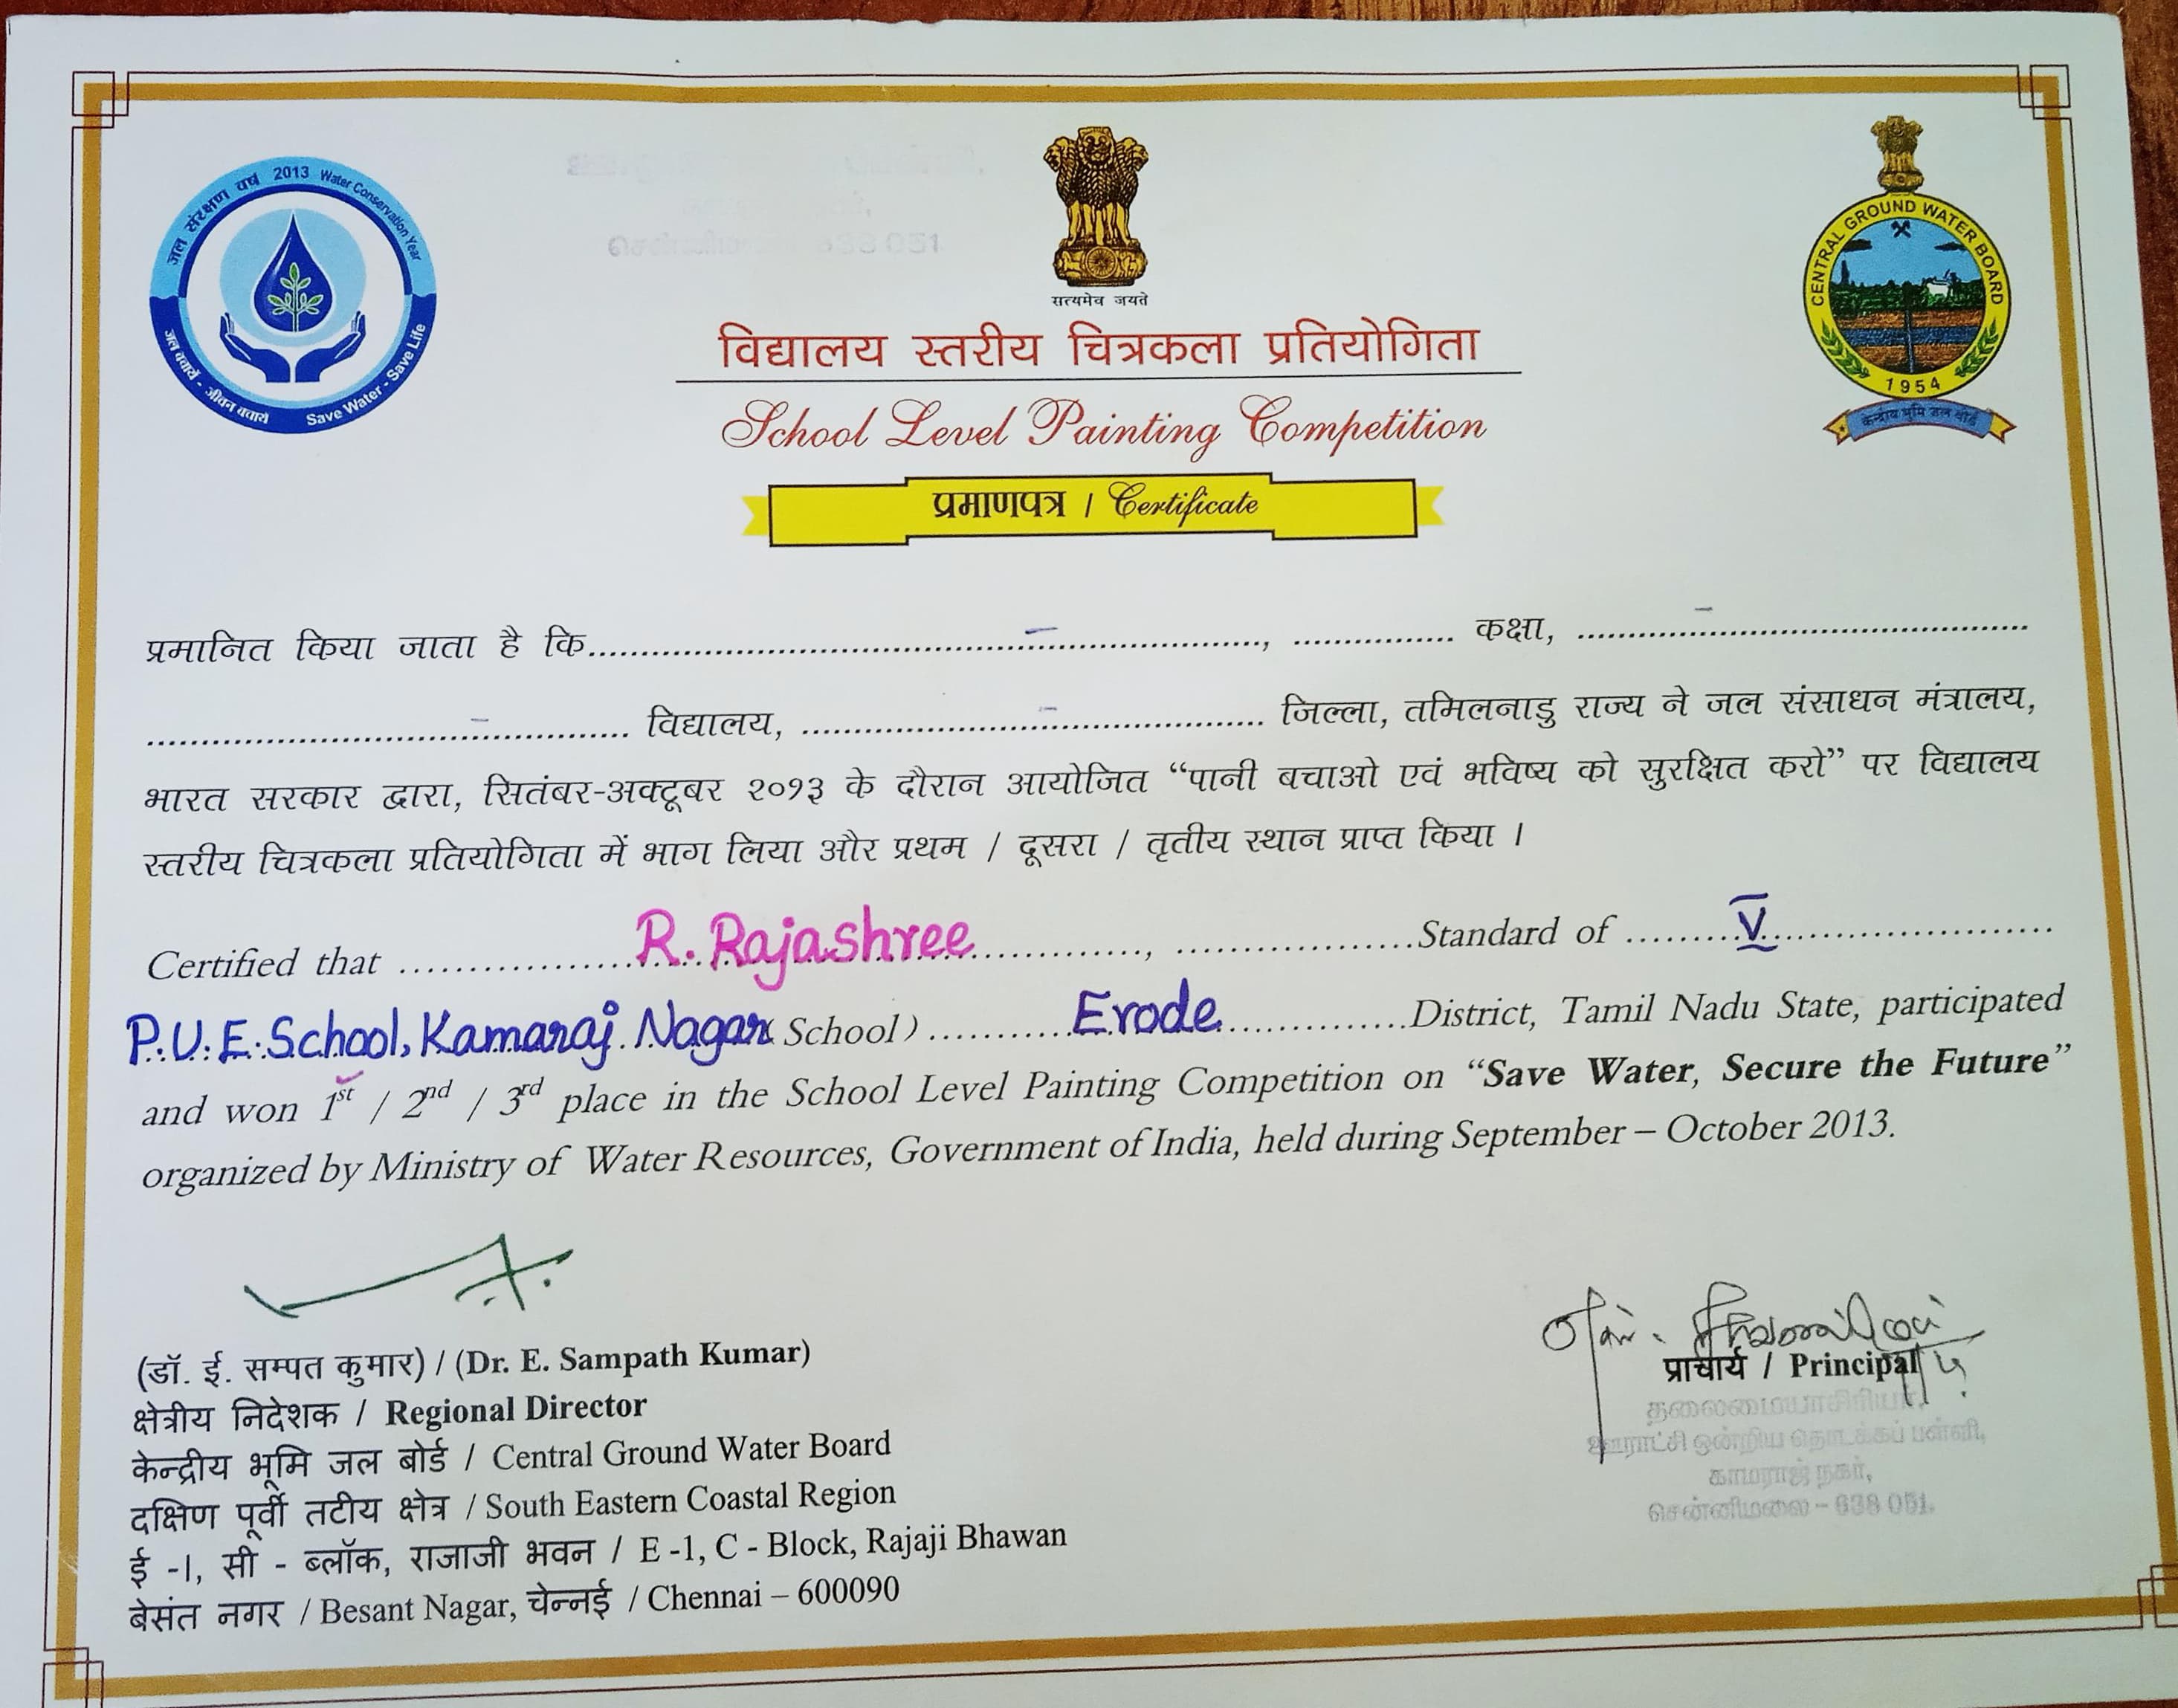 जल संरक्षण वर्ष 2013 Water Conservation Year
जल बचायें - जीवन बचायें Save Water - Save Life
सत्यमेव जयते
CENTRAL GROUND WATER BOARD
1954
केन्द्रीय भूमि जल बोर्ड
विद्यालय स्तरीय चित्रकला प्रतियोगिता
School Level Painting Competition
प्रमाणपत्र / Certificate
प्रमानित किया जाता है कि..............–.............., .............. कक्षा, ..............–..............
..............–.............. विद्यालय, ..............–.............. जिल्ला, तमिलनाडु राज्य ने जल संसाधन मंत्रालय,
भारत सरकार द्वारा, सितंबर-अक्टूबर २०१३ के दौरान आयोजित “पानी बचाओ एवं भविष्य को सुरक्षित करो” पर विद्यालय
स्तरीय चित्रकला प्रतियोगिता में भाग लिया और प्रथम / दूसरा / तृतीय स्थान प्राप्त किया ।
Certified that .............. R. Rajashree .............., ..............Standard of ........V..............
P.U.E.School, Kamaraj Nagar (School) ..........Erode..............District, Tamil Nadu State, participated
and won 1st / 2nd / 3rd place in the School Level Painting Competition on “Save Water, Secure the Future”
organized by Ministry of Water Resources, Government of India, held during September – October 2013.
(डॉ. ई. सम्पत कुमार) / (Dr. E. Sampath Kumar)
क्षेत्रीय निदेशक / Regional Director
केन्द्रीय भूमि जल बोर्ड / Central Ground Water Board
दक्षिण पूर्वी तटीय क्षेत्र / South Eastern Coastal Region
ई -I, सी - ब्लॉक, राजाजी भवन / E -1, C - Block, Rajaji Bhawan
बेसंत नगर / Besant Nagar, चेन्नई / Chennai – 600090
प्राचार्य / Principal
தலைமையாசிரியர்,
ஊராட்சி ஒன்றிய தொடக்கப் பள்ளி,
காமராஜ் நகர்,
சென்னிமலை – 638 051.